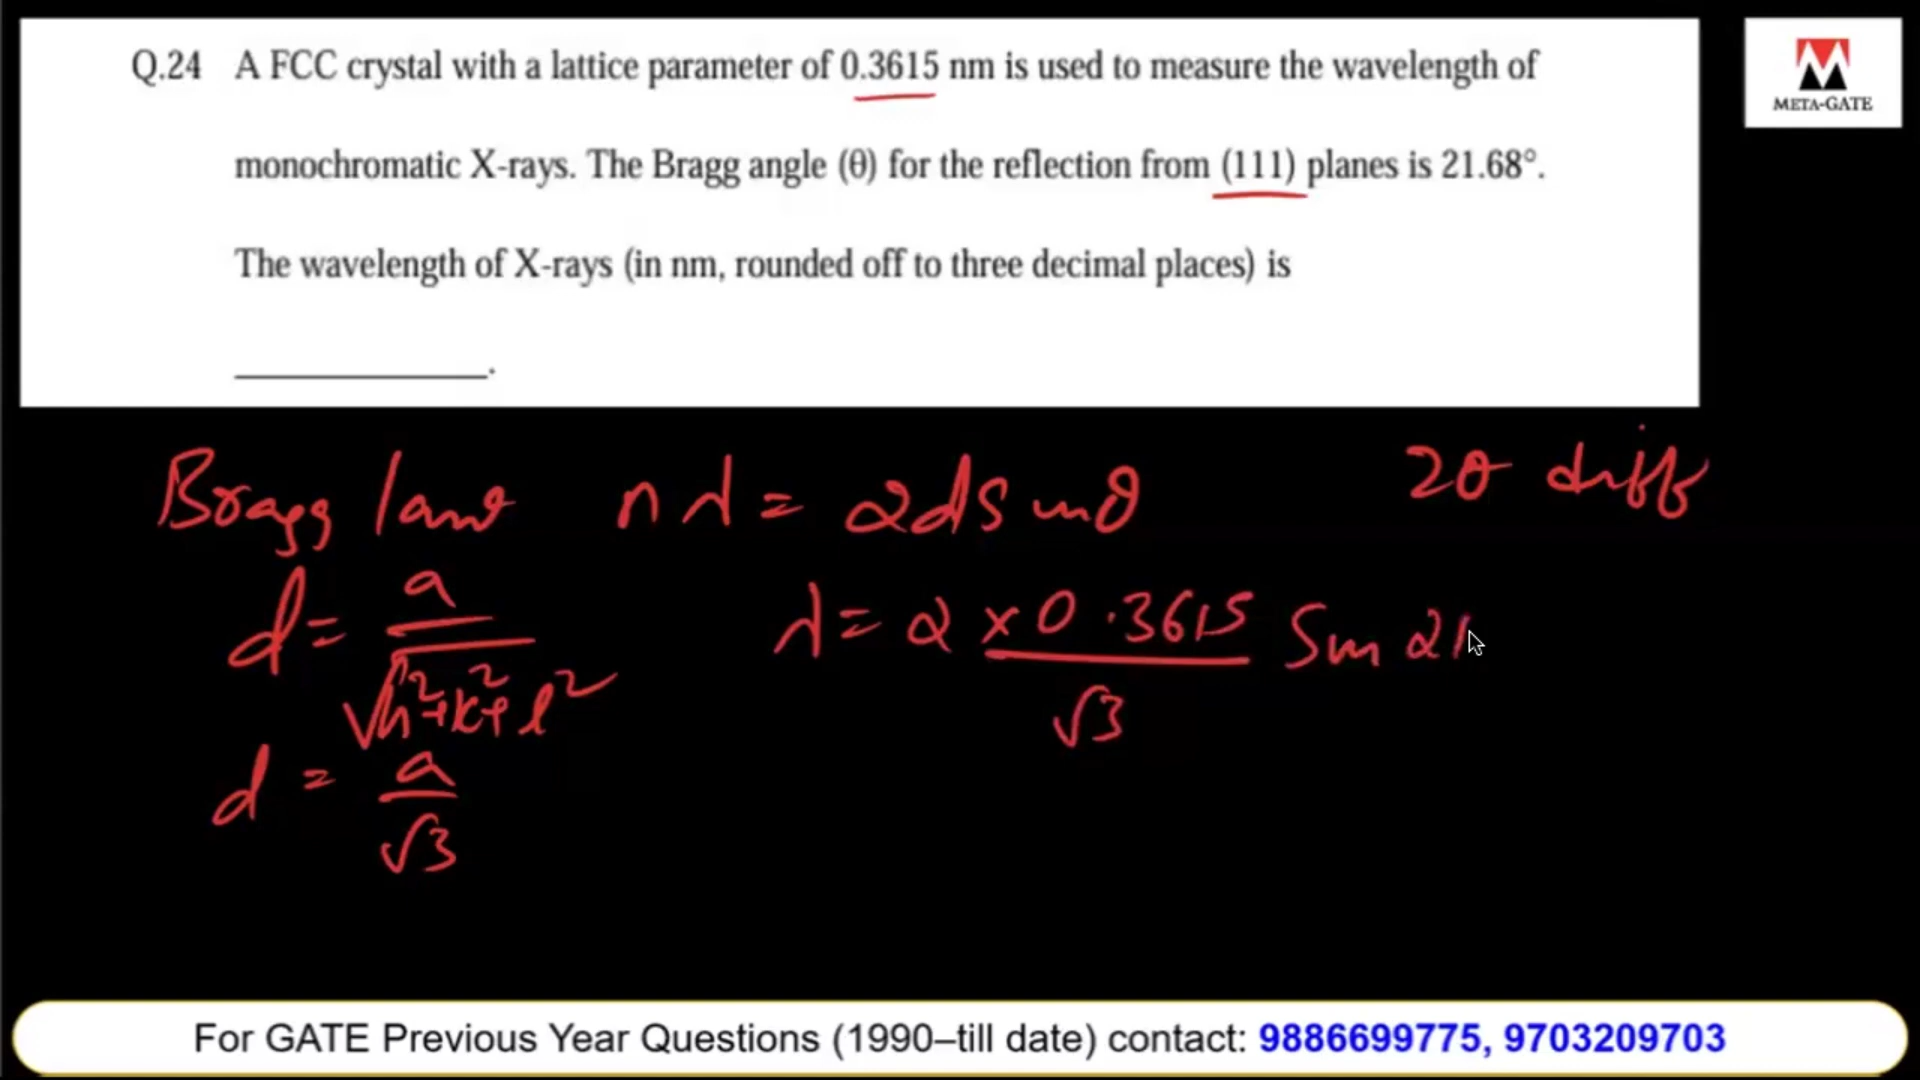 Q.24 A FCC crystal with a lattice parameter of 0.3615 nm is used to measure the wavelength of
META-GATE
monochromatic X-rays. The Bragg angle (θ) for the reflection from (111) planes is 21.68°.
The wavelength of X-rays (in nm, rounded off to three decimal places) is
____________.
Bragg law nλ = 2dSinθ 2θ diff
d = a / √h²+k²+l²
λ = 2 × 0.3615 / √3 Sin 21
d = a / √3
For GATE Previous Year Questions (1990–till date) contact: 9886699775, 9703209703